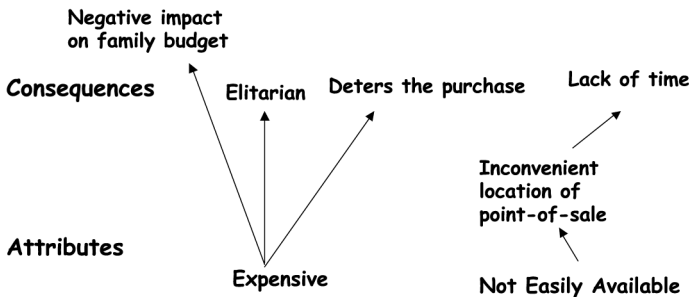 Negative impact
on family budget
Consequences
Elitarian
Deters the purchase
Lack of time
Inconvenient
location of
point-of-sale
Attributes
Expensive
Not Easily Available